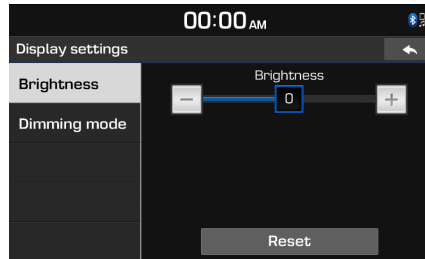 00:00 AM
Display settings
Brightness
Dimming mode
Brightness
− 0 +
Reset